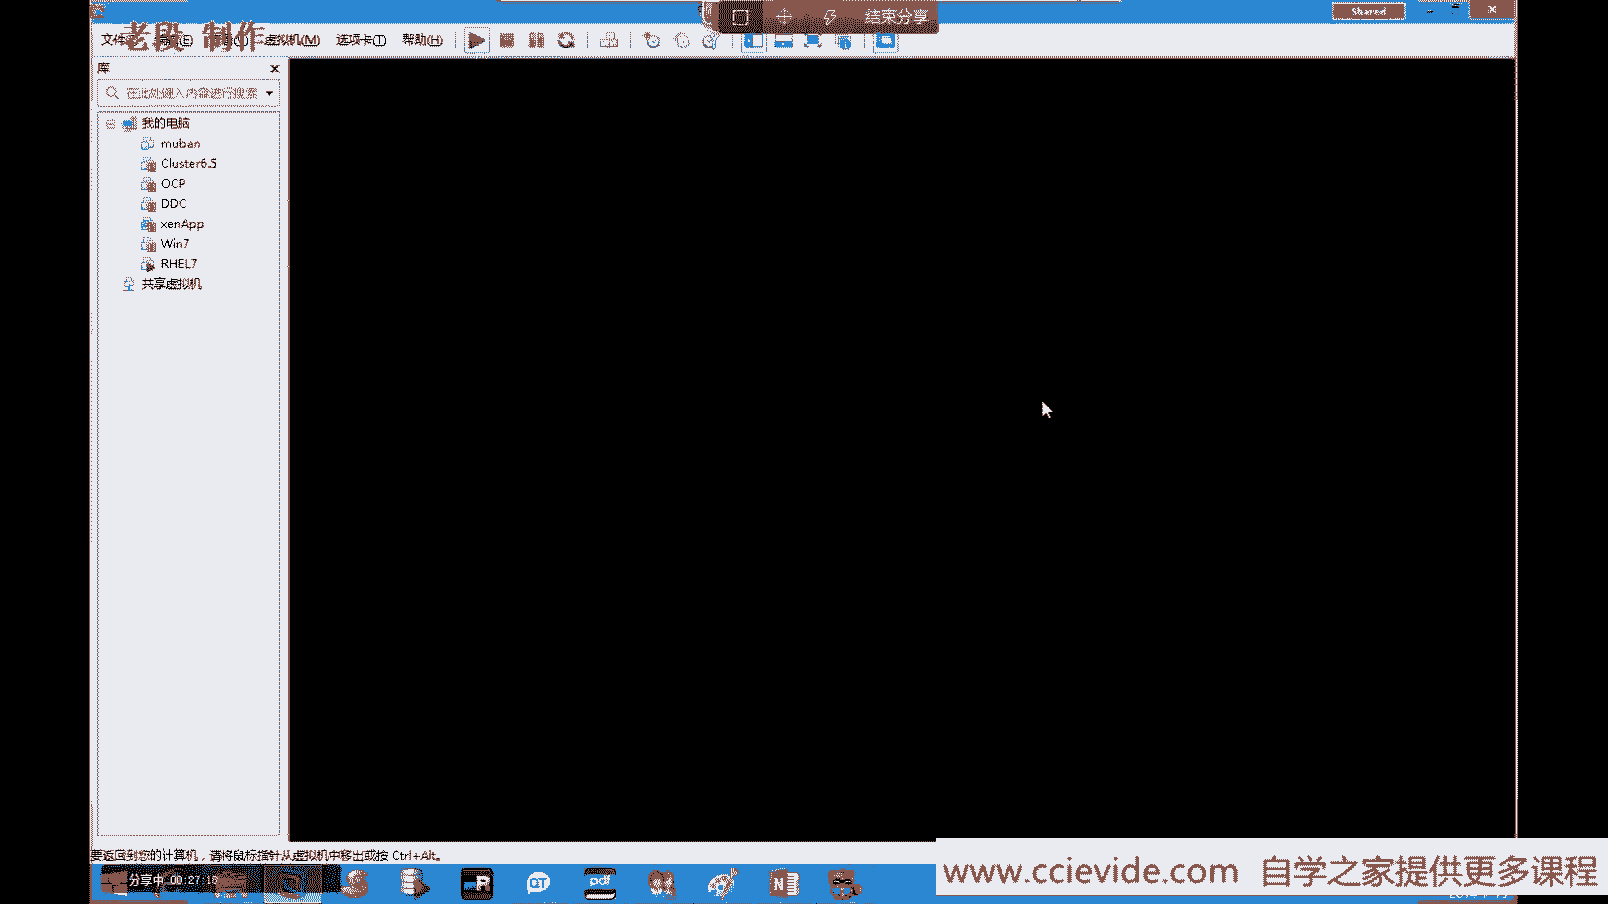 Shared
结束分享
老段 制作
文件 虚拟机(M) 选项卡(T) 帮助(H)
库
在此处键入内容进行搜索
我的电脑
muban
Cluster6.5
OCP
DDC
xenApp
Win7
RHEL7
共享虚拟机
要返回到您的计算机，请将鼠标指针从虚拟机中移出或按 Ctrl+Alt。
分享中 00:27:18
www.ccievide.com 自学之家提供更多课程